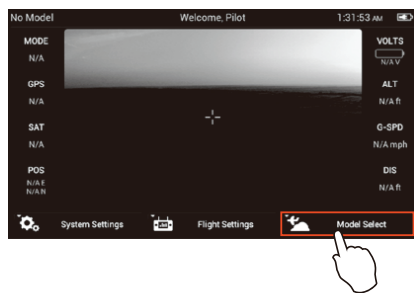 No Model Welcome, Pilot 1:31:53 AM
MODE
N/A
GPS
N/A
SAT
N/A
POS
N/A E
N/A N
VOLTS
N/A V
ALT
N/A ft
G-SPD
N/A mph
DIS
N/A ft
System Settings Flight Settings Model Select